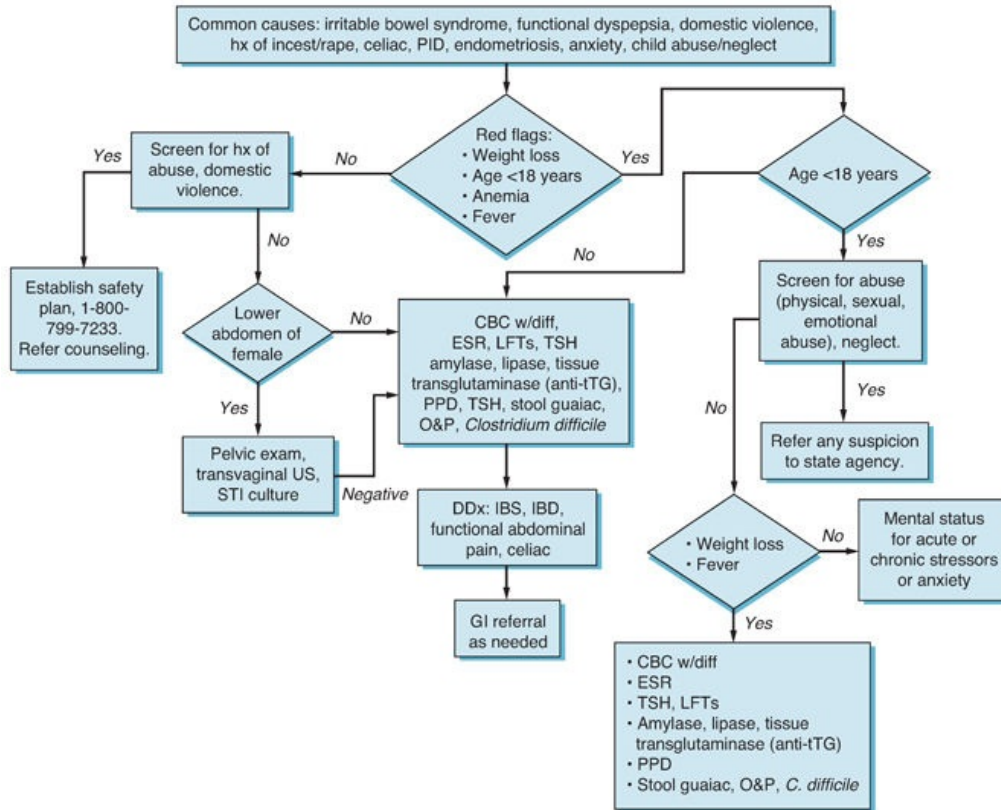 Common causes: irritable bowel syndrome, functional dyspepsia, domestic violence,
hx of incest/rape, celiac, PID, endometriosis, anxiety, child abuse/neglect
Red flags:
• Weight loss
• Age <18 years
• Anemia
• Fever
No
Yes
Yes
Screen for hx of
abuse, domestic
violence.
Age <18 years
No
No
Yes
Establish safety
plan, 1-800-
799-7233.
Refer counseling.
Lower
abdomen of
female
No
CBC w/diff,
ESR, LFTs, TSH
amylase, lipase, tissue
transglutaminase (anti-tTG),
PPD, TSH, stool guaiac,
O&P, Clostridium difficile
Screen for abuse
(physical, sexual,
emotional
abuse), neglect.
Yes
No
Yes
Pelvic exam,
transvaginal US,
STI culture
Negative
Refer any suspicion
to state agency.
DDx: IBS, IBD,
functional abdominal
pain, celiac
• Weight loss
• Fever
No
Mental status
for acute or
chronic stressors
or anxiety
GI referral
as needed
Yes
• CBC w/diff
• ESR
• TSH, LFTs
• Amylase, lipase, tissue
transglutaminase (anti-tTG)
• PPD
• Stool guaiac, O&P, C. difficile